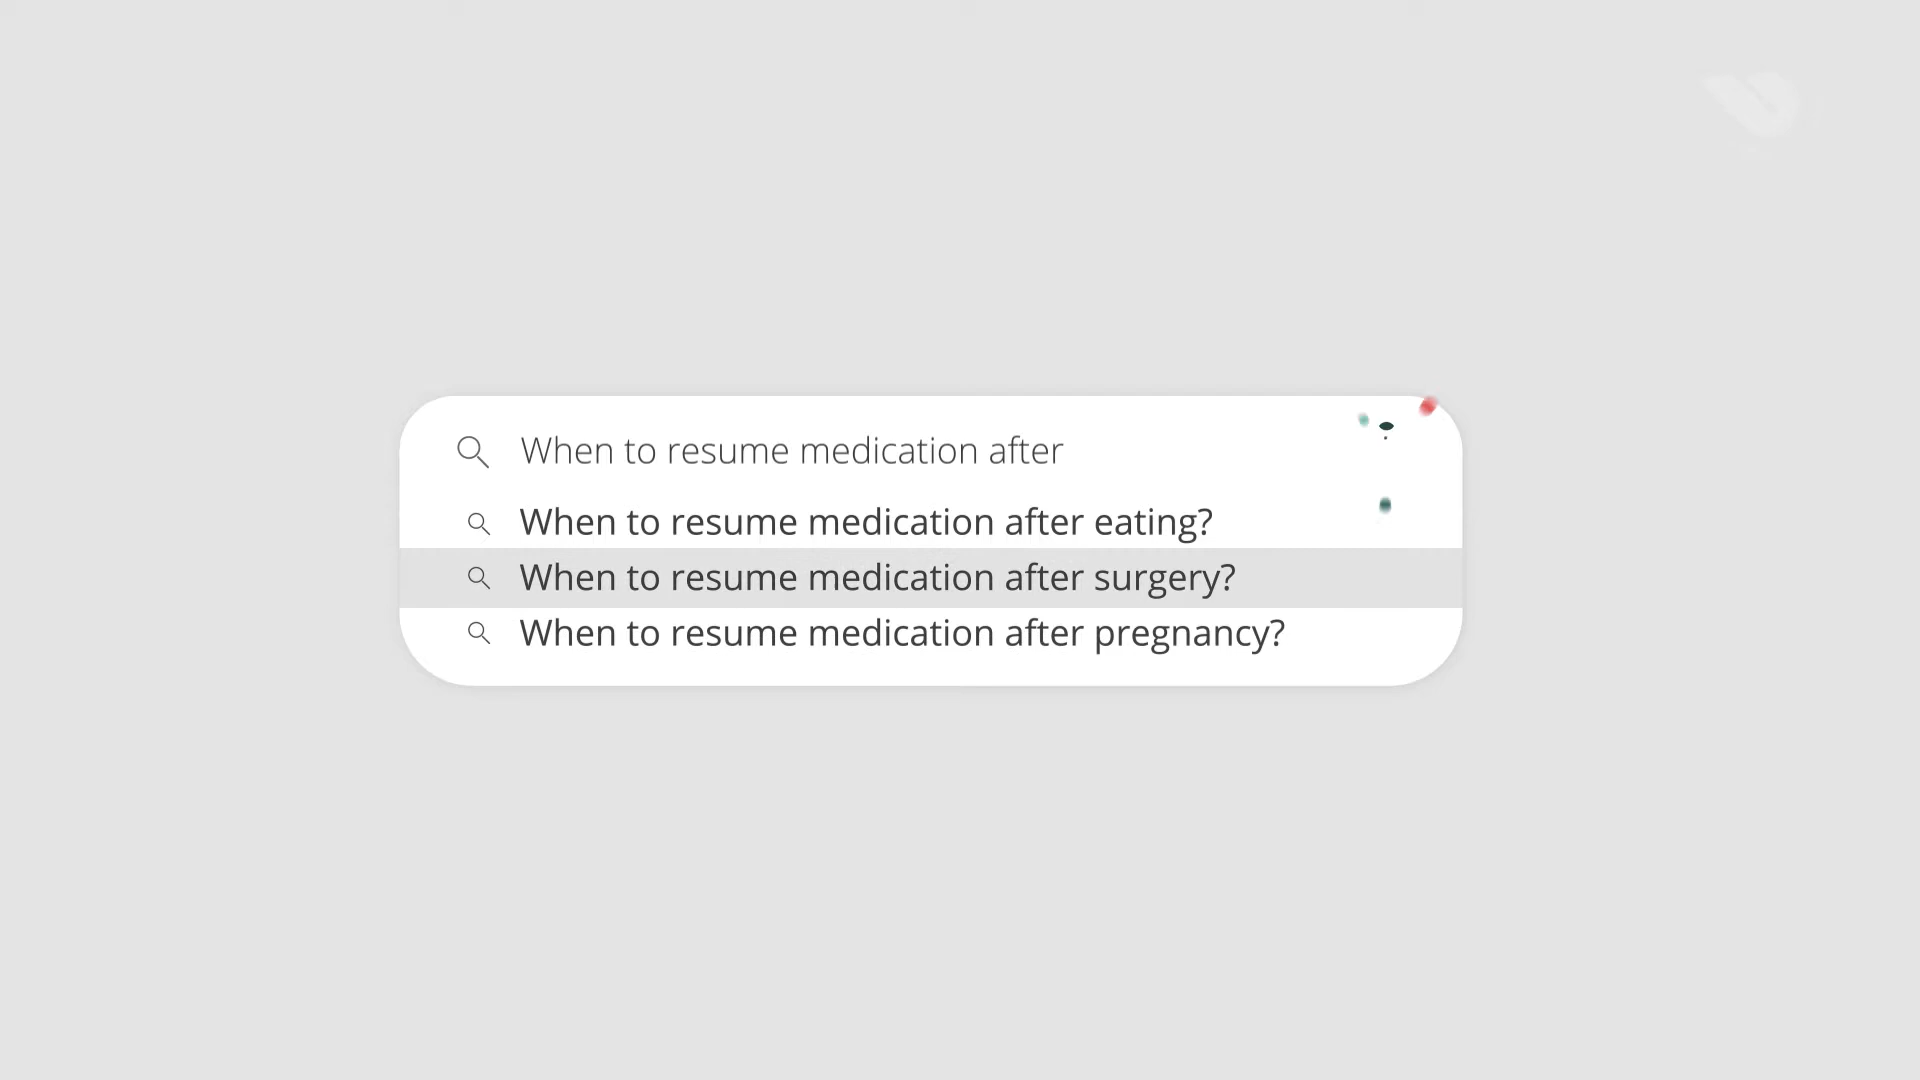 When to resume medication after
When to resume medication after eating?
When to resume medication after surgery?
When to resume medication after pregnancy?